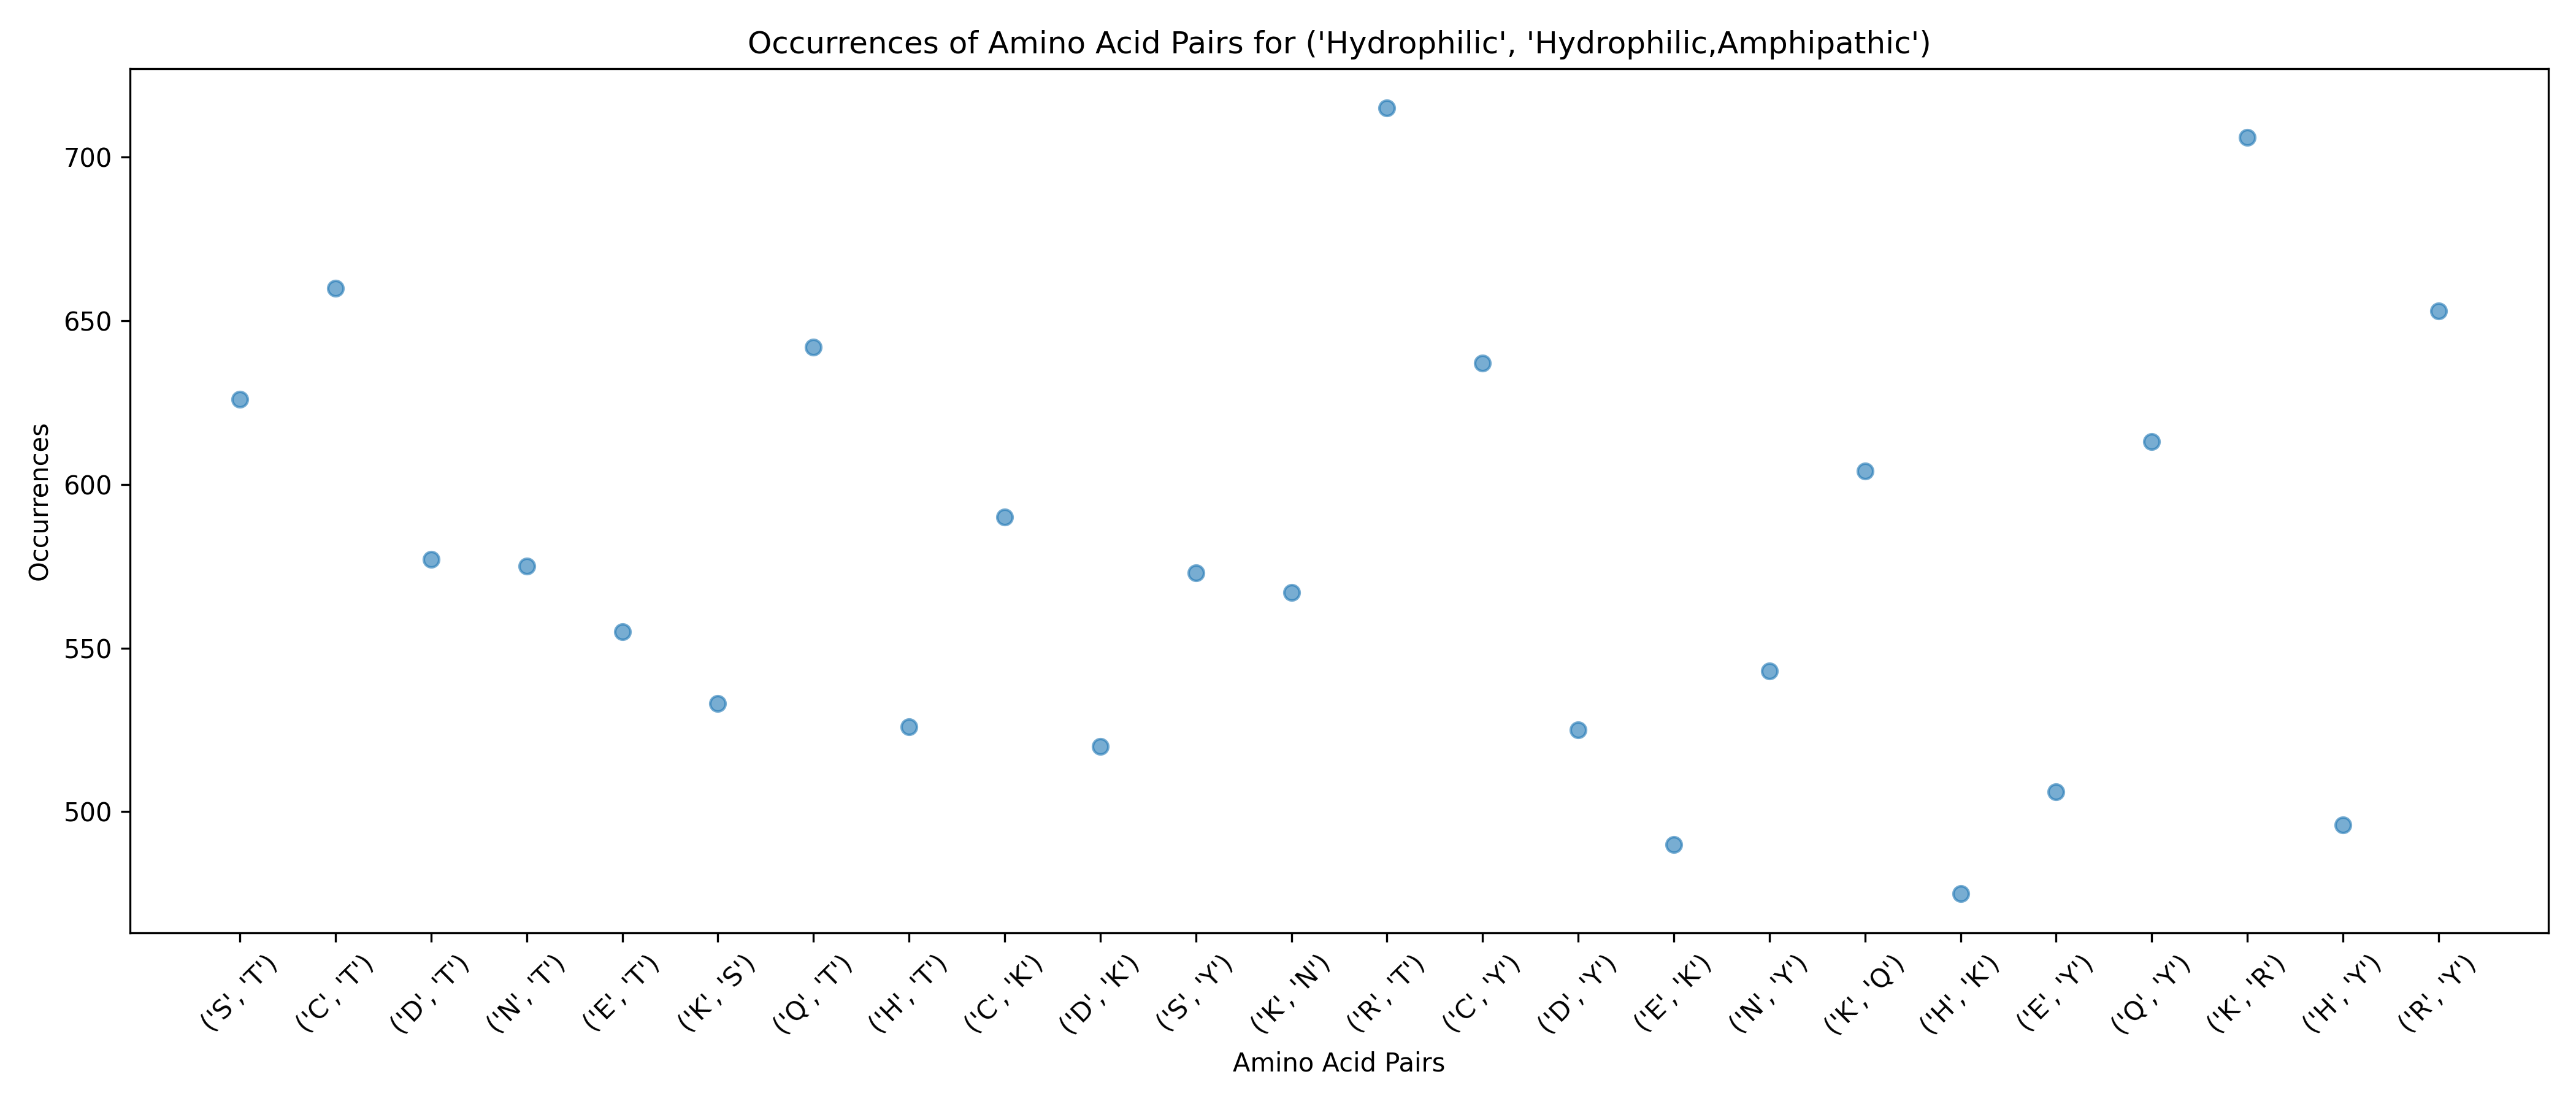 Occurrences of Amino Acid Pairs for ('Hydrophilic', 'Hydrophilic,Amphipathic')
Occurrences
700
650
600
550
500
('S', 'T')
('C', 'T')
('D', 'T')
('N', 'T')
('E', 'T')
('K', 'S')
('Q', 'T')
('H', 'T')
('C', 'K')
('D', 'K')
('S', 'Y')
('K', 'N')
('R', 'T')
('C', 'Y')
('D', 'Y')
('E', 'K')
('N', 'Y')
('K', 'Q')
('H', 'K')
('E', 'Y')
('Q', 'Y')
('K', 'R')
('H', 'Y')
('R', 'Y')
Amino Acid Pairs